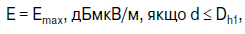 E = Emax, дБмкВ/м, якщо d ≤ Dh1,